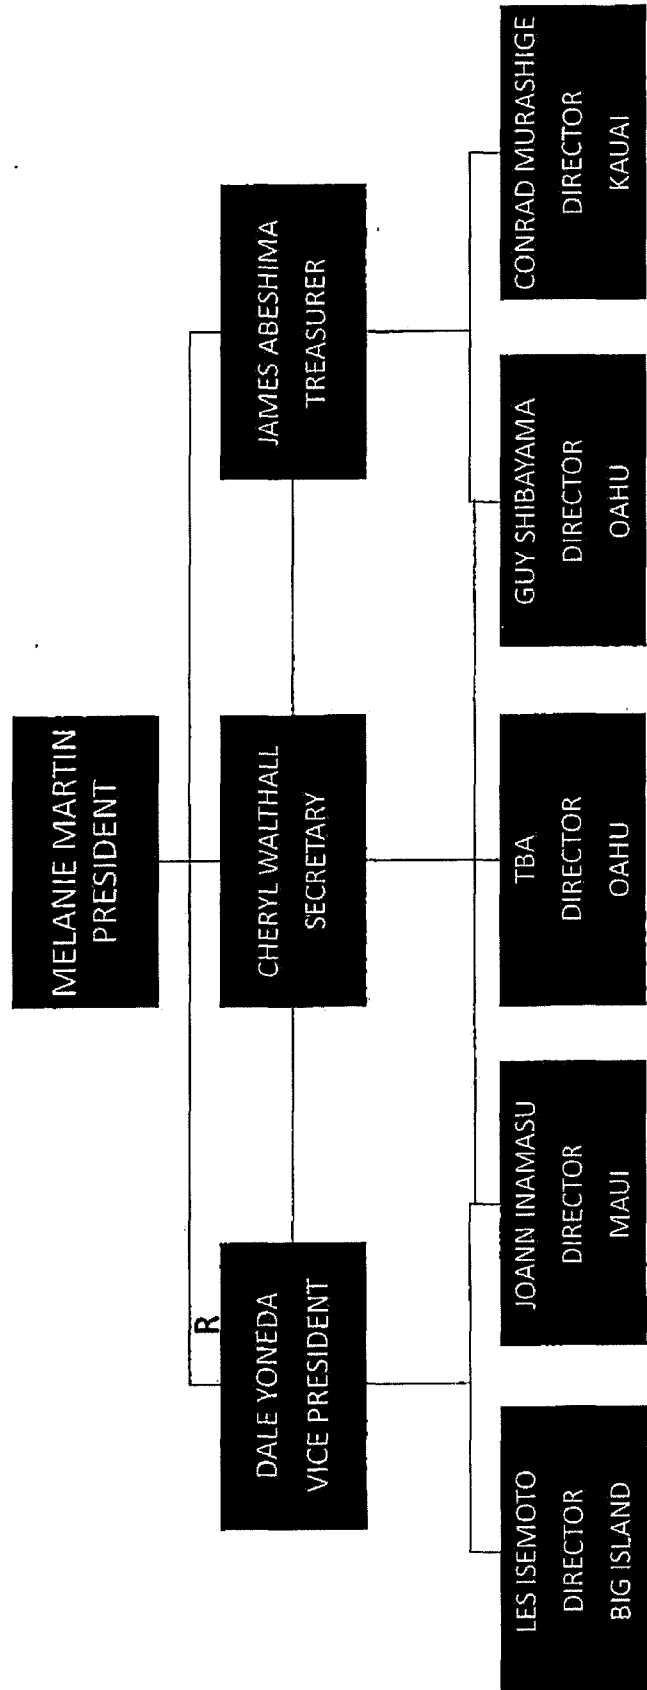 MELANIE MARTIN
PRESIDENT
R
DALE YONEDA
VICE PRESIDENT
CHERYL WALTHALL
SECRETARY
JAMES ABESHIMA
TREASURER
LES ISEMOTO
DIRECTOR
BIG ISLAND
JOANN INAMASU
DIRECTOR
MAUI
TBA
DIRECTOR
OAHU
GUY SHIBAYAMA
DIRECTOR
OAHU
CONRAD MURASHIGE
DIRECTOR
KAUAI